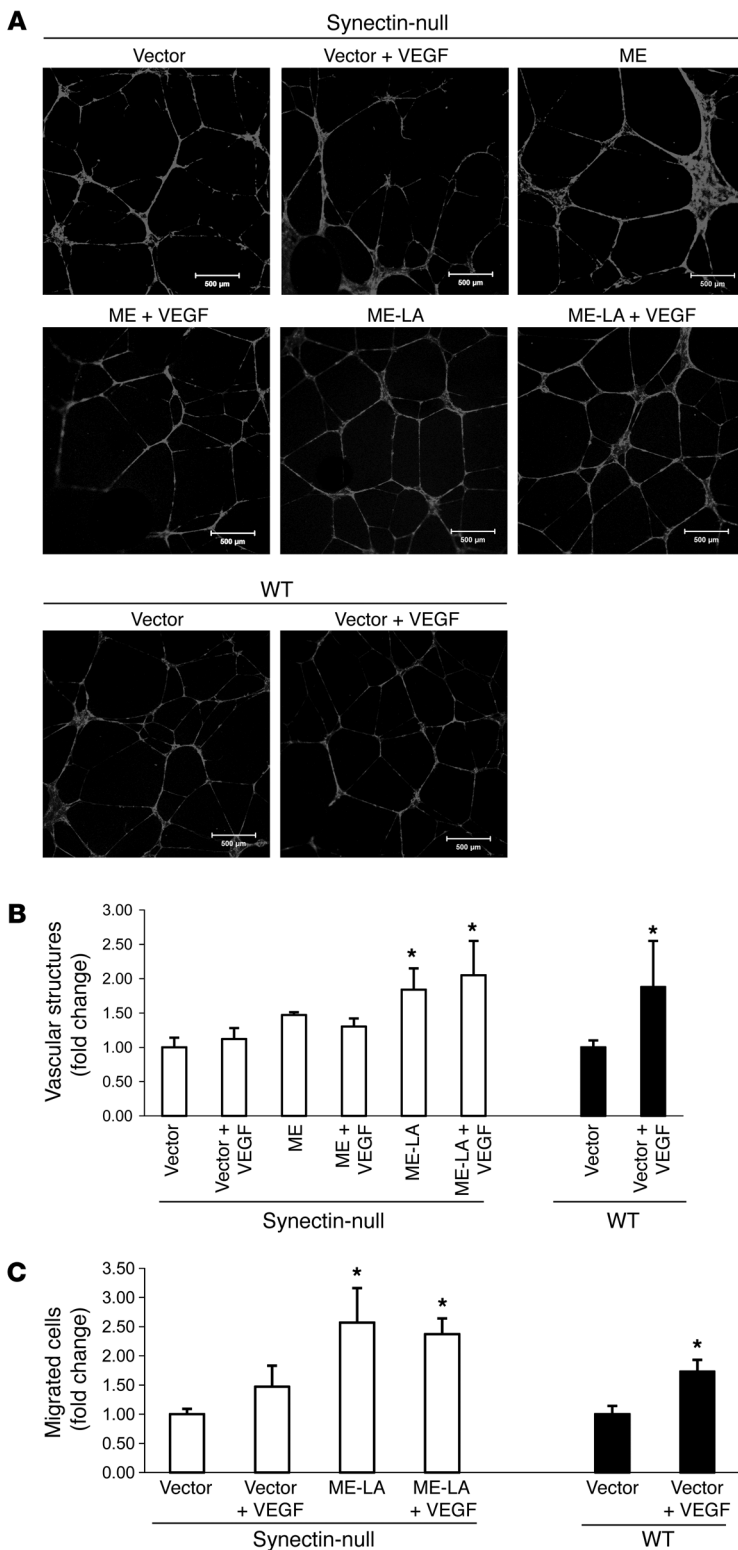 A
Synectin-null
Vector
Vector + VEGF
ME
500 µm
500 µm
500 µm
ME + VEGF
ME-LA
ME-LA + VEGF
500 µm
500 µm
500 µm
WT
Vector
Vector + VEGF
500 µm
500 µm
B
Vascular structures
(fold change)
3.00
2.50
2.00
1.50
1.00
0.50
0.00
*
*
*
Vector
Vector +
VEGF
ME
ME +
VEGF
ME-LA
ME-LA +
VEGF
Vector
Vector +
VEGF
Synectin-null
WT
C
Migrated cells
(fold change)
3.50
3.00
2.50
2.00
1.50
1.00
0.50
0.00
*
*
*
Vector
Vector
+ VEGF
ME-LA
ME-LA
+ VEGF
Vector
Vector
+ VEGF
Synectin-null
WT